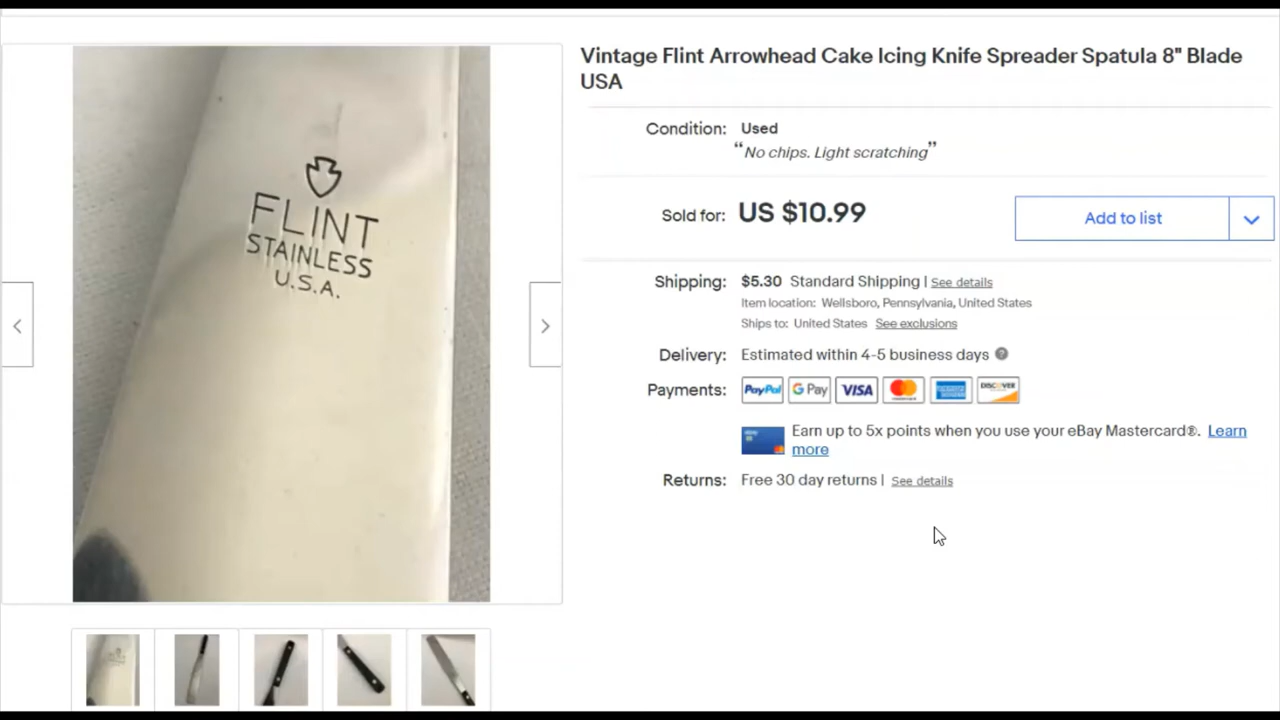 Vintage Flint Arrowhead Cake Icing Knife Spreader Spatula 8" Blade
USA
Condition: Used
“No chips. Light scratching”
Sold for: US $10.99
Add to list
Shipping: $5.30 Standard Shipping | See details
Item location: Wellsboro, Pennsylvania, United States
Ships to: United States See exclusions
Delivery: Estimated within 4-5 business days ?
Payments: PayPal G Pay VISA mastercard AMERICAN EXPRESS DISCOVER
Earn up to 5x points when you use your eBay Mastercard®. Learn
more
Returns: Free 30 day returns | See details
FLINT
STAINLESS
U.S.A.